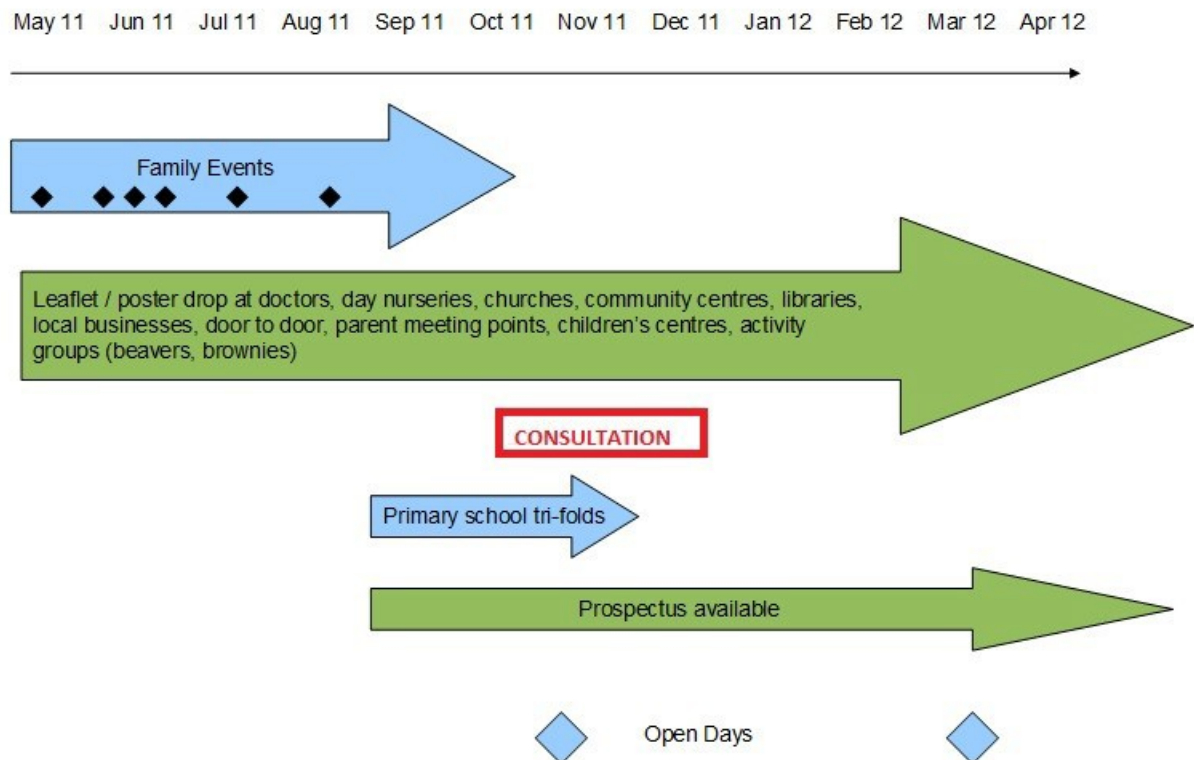 May 11 Jun 11 Jul 11 Aug 11 Sep 11 Oct 11 Nov 11 Dec 11 Jan 12 Feb 12 Mar 12 Apr 12
Family Events
Leaflet / poster drop at doctors, day nurseries, churches, community centres, libraries,
local businesses, door to door, parent meeting points, children's centres, activity
groups (beavers, brownies)
CONSULTATION
Primary school tri-folds
Prospectus available
Open Days